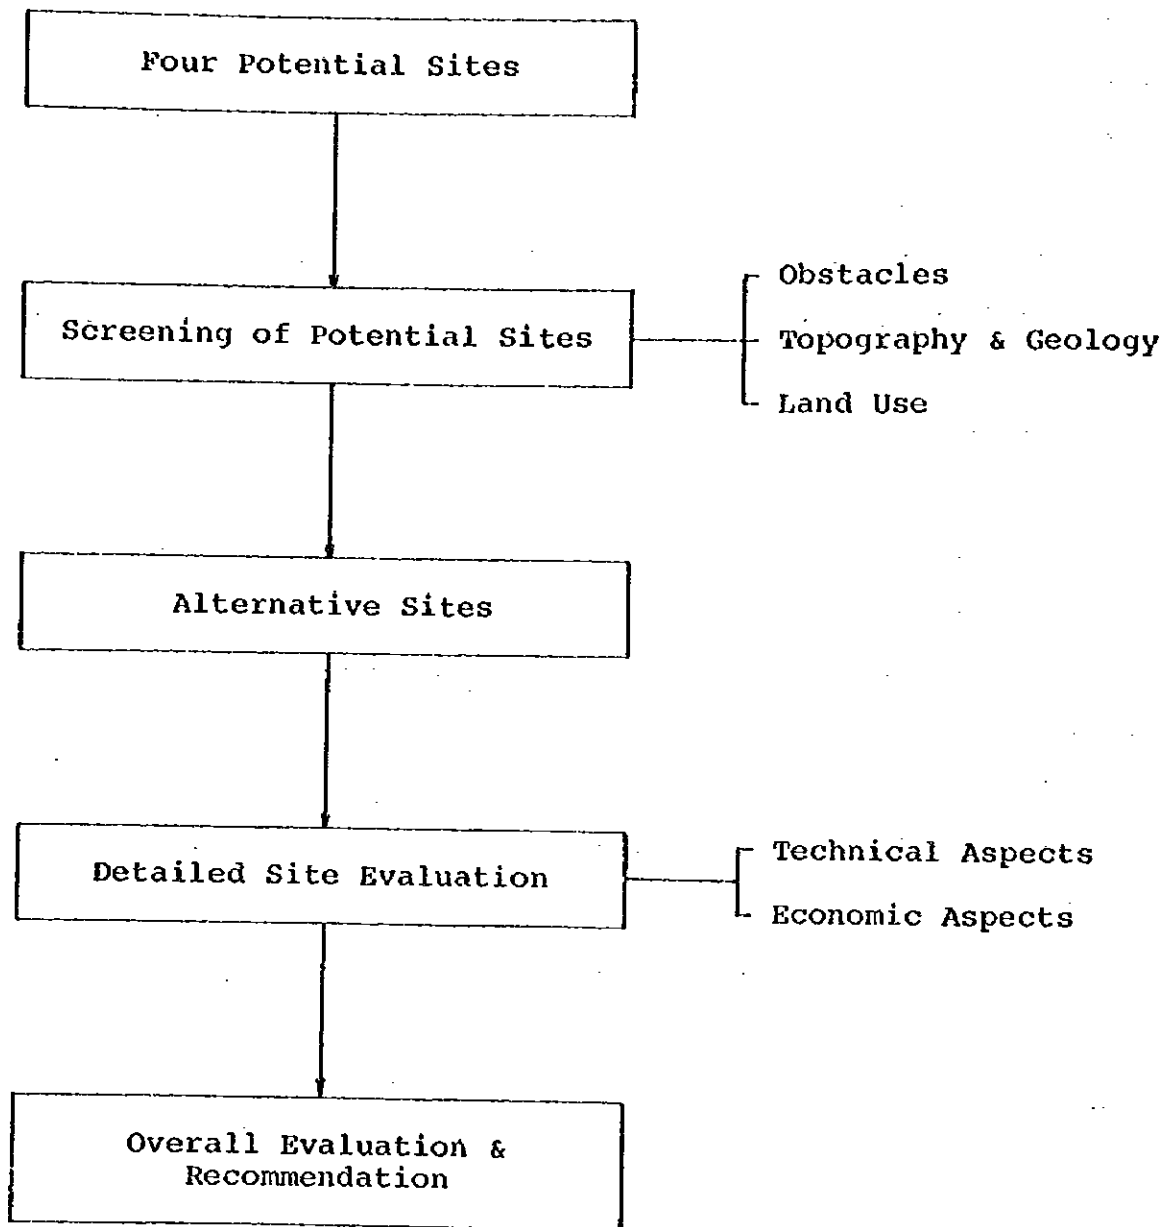 Four Potential Sites
Screening of Potential Sites
Obstacles
Topography & Geology
Land Use
Alternative Sites
Detailed Site Evaluation
Technical Aspects
Economic Aspects
Overall Evaluation &
Recommendation